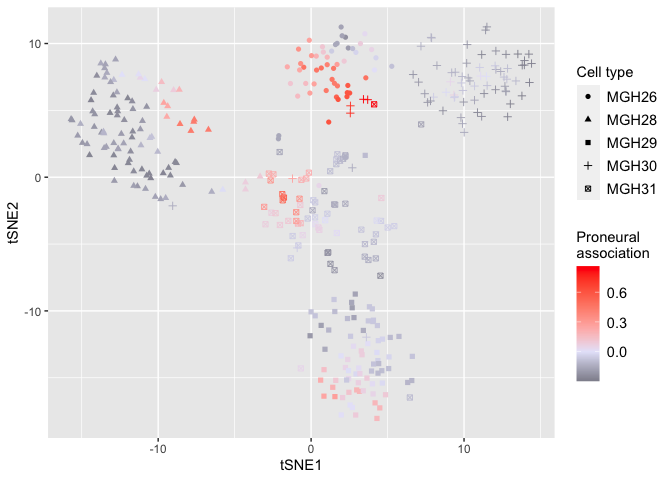 10
0
-10
tSNE2
-10
0
10
tSNE1
Cell type
MGH26
MGH28
MGH29
MGH30
MGH31
Proneural
association
0.6
0.3
0.0